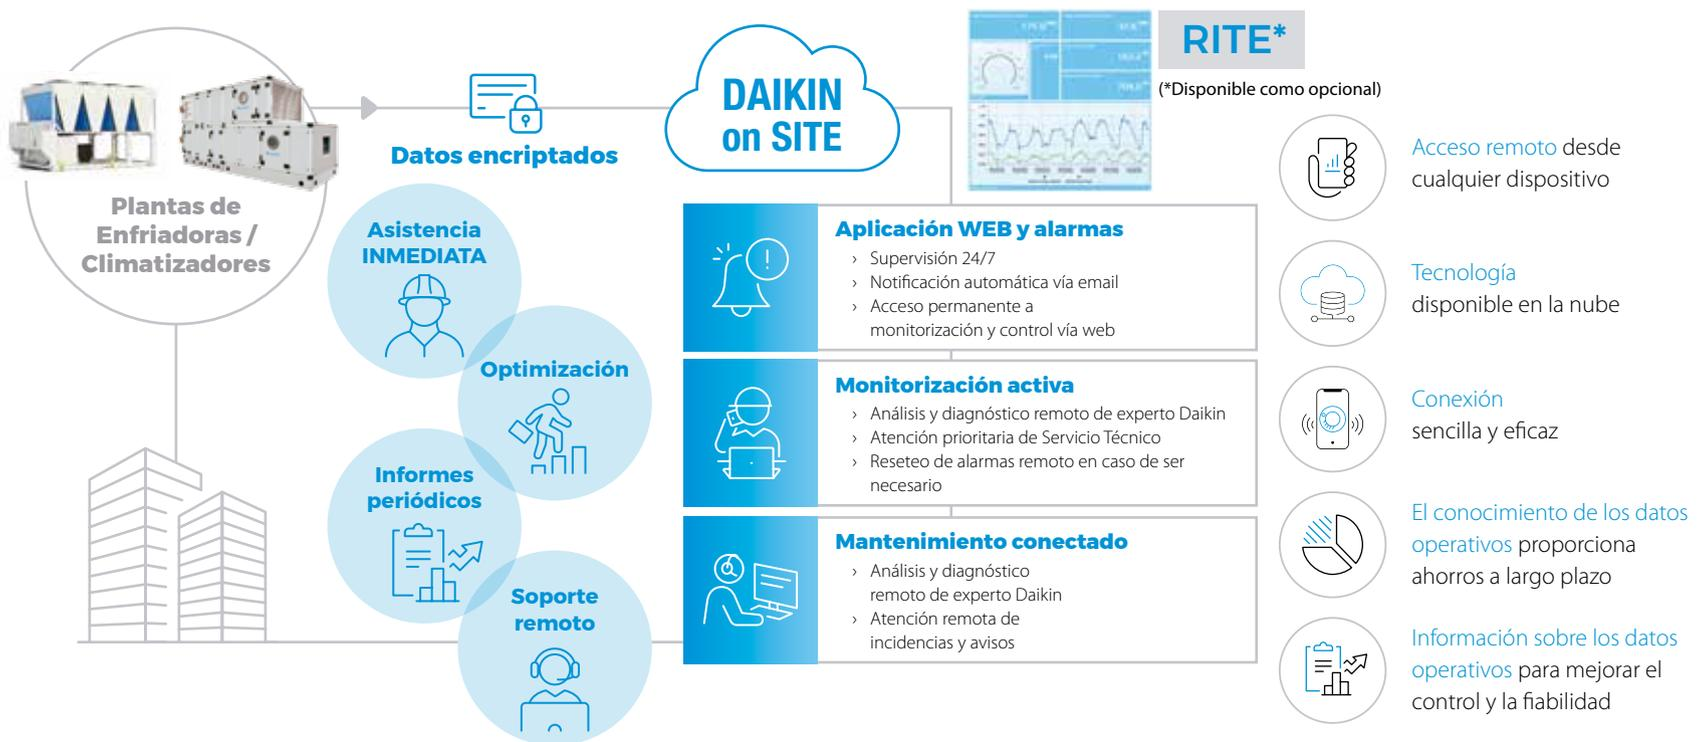 Plantas de
Enfriadoras /
Climatizadores
Datos encriptados
DAIKIN
on SITE
RITE*
(*Disponible como opcional)
Asistencia
INMEDIATA
Optimización
Informes
periódicos
Soporte
remoto
Aplicación WEB y alarmas
› Supervisión 24/7
› Notificación automática vía email
› Acceso permanente a
monitorización y control vía web
Monitorización activa
› Análisis y diagnóstico remoto de experto Daikin
› Atención prioritaria de Servicio Técnico
› Reseteo de alarmas remoto en caso de ser
necesario
Mantenimiento conectado
› Análisis y diagnóstico
remoto de experto Daikin
› Atención remota de
incidencias y avisos
Acceso remoto desde
cualquier dispositivo
Tecnología
disponible en la nube
Conexión
sencilla y eficaz
El conocimiento de los datos
operativos proporciona
ahorros a largo plazo
Información sobre los datos
operativos para mejorar el
control y la fiabilidad